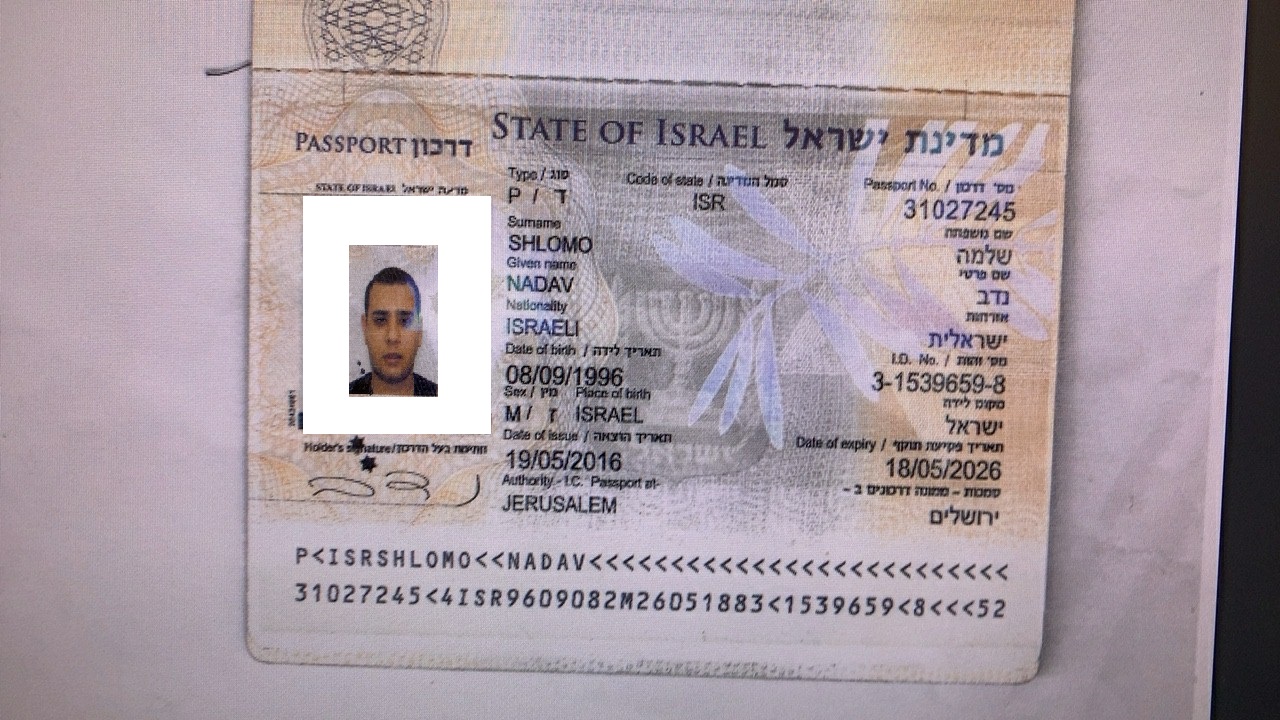 PASSPORT דרכון
STATE OF ISRAEL מדינת ישראל
STATE OF ISRAEL מדינת ישראל
Type / סוג
Code of state / סמל המדינה
Passport No. / מס' דרכון
P / ד
ISR
31027245
Surname
שם משפחה
SHLOMO
שלמה
Given name
שם פרטי
NADAV
נדב
Nationality
אזרחות
ISRAELI
ישראלית
Date of birth / תאריך לידה
I.D. No. / מס' זהות
08/09/1996
3-1539659-8
Sex / מין Place of birth
מקום לידה
M / ז ISRAEL
ישראל
Date of issue / תאריך הוצאה
Date of expiry / תאריך פקיעת תוקף
19/05/2016
18/05/2026
Authority - I.C. Passport at-
סמכות - ממונה דרכונים ב -
JERUSALEM
ירושלים
Holder's signature/חתימת בעל הדרכון
P<ISRSHLOMO<<NADAV<<<<<<<<<<<<<<<<<<<<<<<<<<
31027245<4ISR9609082M26051883<1539659<8<<<52